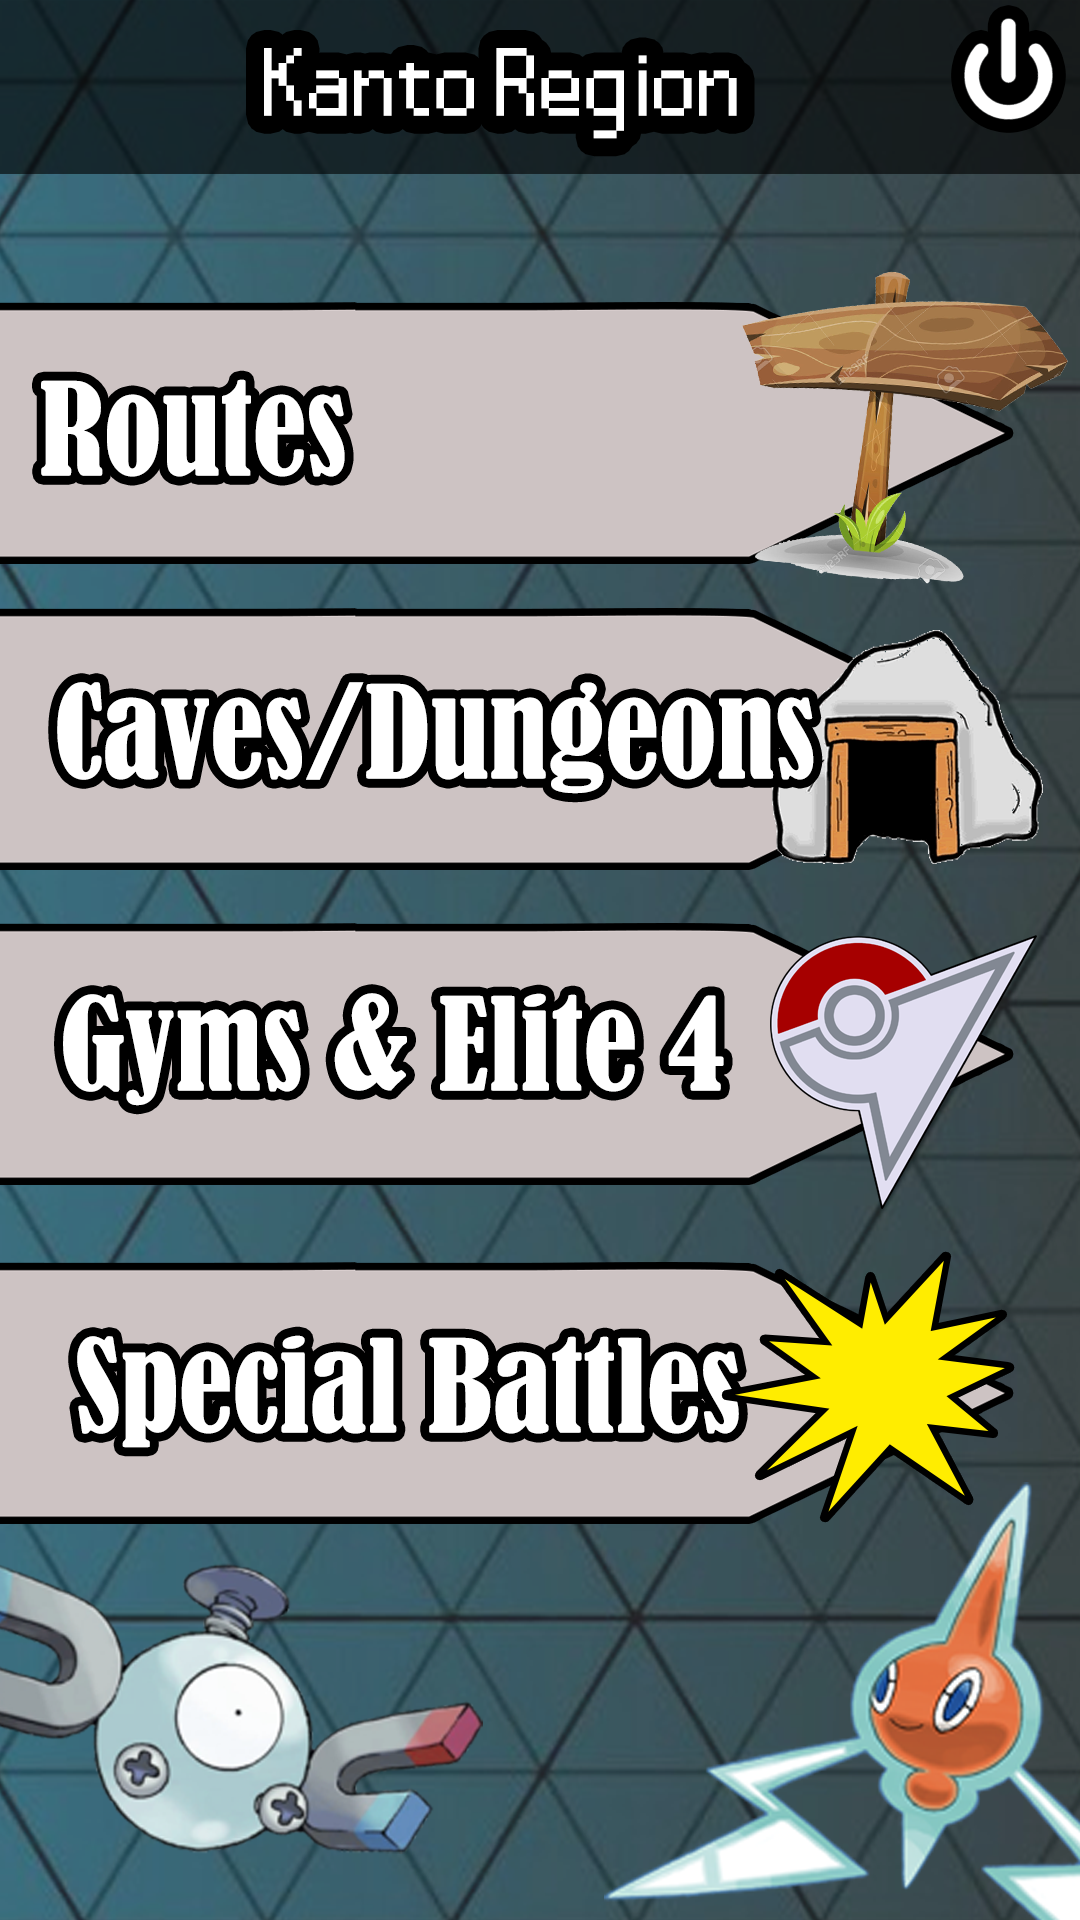 Kanto Region
Routes
Caves/Dungeons
Gyms & Elite 4
Special Battles